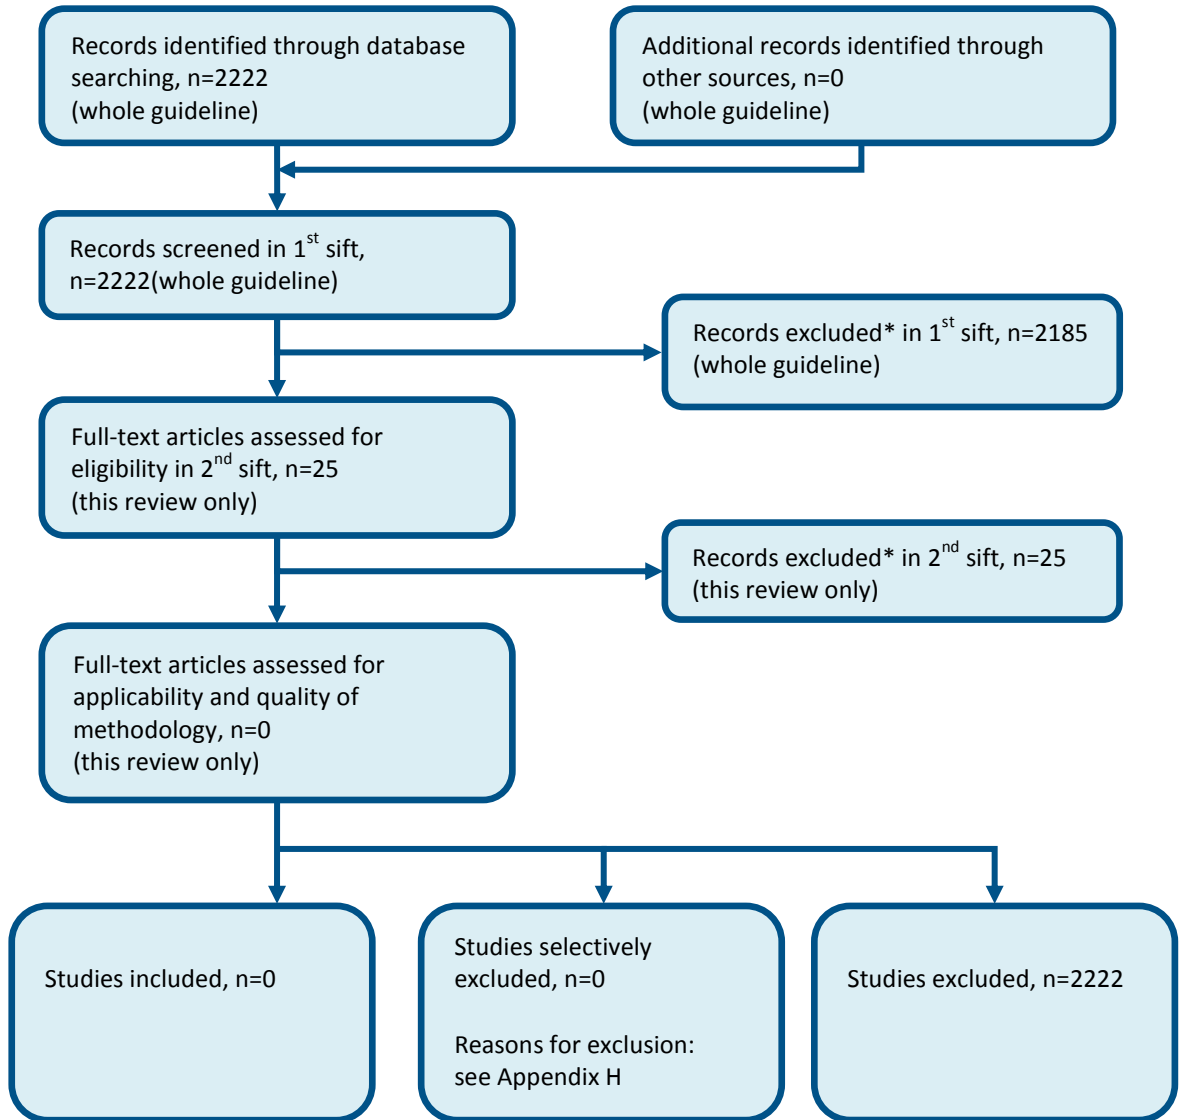 Records identified through database
searching, n=2222
(whole guideline)
Additional records identified through
other sources, n=0
(whole guideline)
Records screened in 1st sift,
n=2222(whole guideline)
Records excluded* in 1st sift, n=2185
(whole guideline)
Full-text articles assessed for
eligibility in 2nd sift, n=25
(this review only)
Records excluded* in 2nd sift, n=25
(this review only)
Full-text articles assessed for
applicability and quality of
methodology, n=0
(this review only)
Studies included, n=0
Studies selectively
excluded, n=0
Reasons for exclusion:
see Appendix H
Studies excluded, n=2222